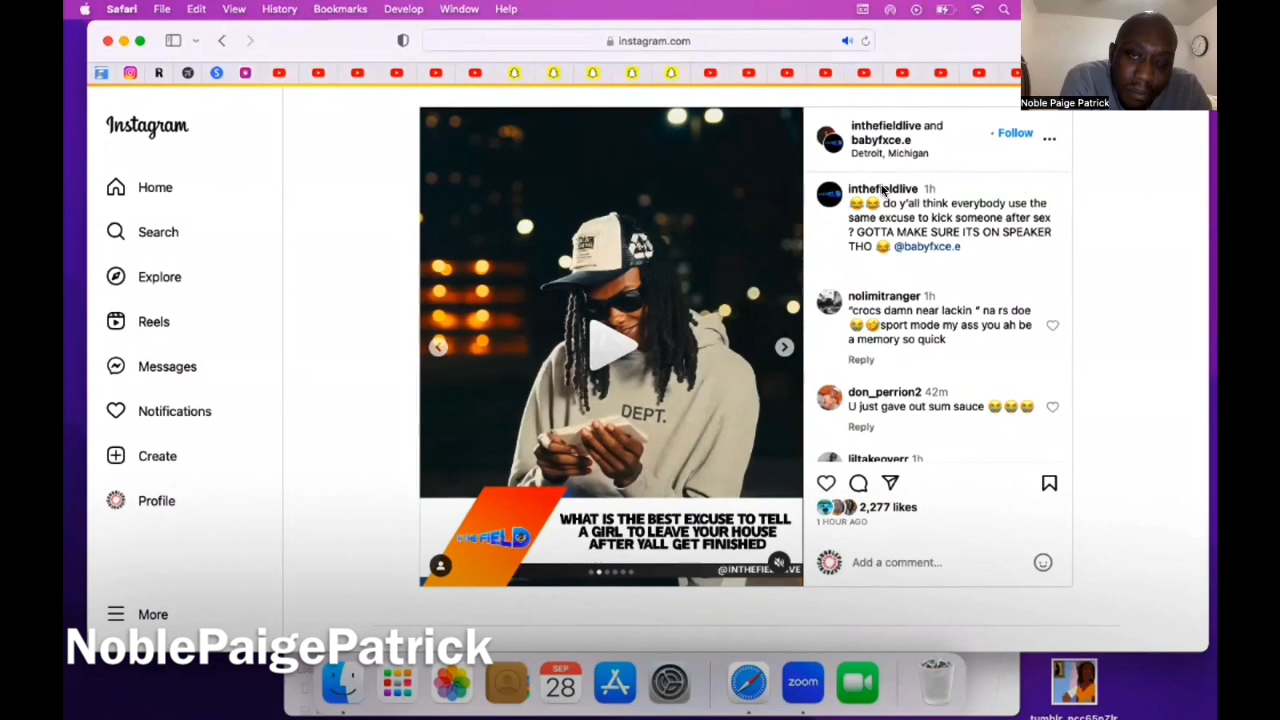 Safari File Edit View History Bookmarks Develop Window Help
instagram.com
R
S
Noble Paige Patrick
Instagram
Home
Search
Explore
Reels
Messages
Notifications
Create
Profile
More
DEPT.
IN THE FIELD
WHAT IS THE BEST EXCUSE TO TELL
A GIRL TO LEAVE YOUR HOUSE
AFTER YALL GET FINISHED
inthefieldlive and
babyfxce.e
Detroit, Michigan
• Follow
inthefieldlive 1h
😂😂 do y'all think everybody use the
same excuse to kick someone after sex
? GOTTA MAKE SURE ITS ON SPEAKER
THO 😂 @babyfxce.e
nolimitranger 1h
"crocs damn near lackin " na rs doe
😂🤣sport mode my ass you ah be
a memory so quick
Reply
don_perrion2 42m
U just gave out sum sauce 😂😂😂
Reply
liltakenverr 1h
2,277 likes
1 HOUR AGO
Add a comment...
NoblePaigePatrick
SEP
28
zoom